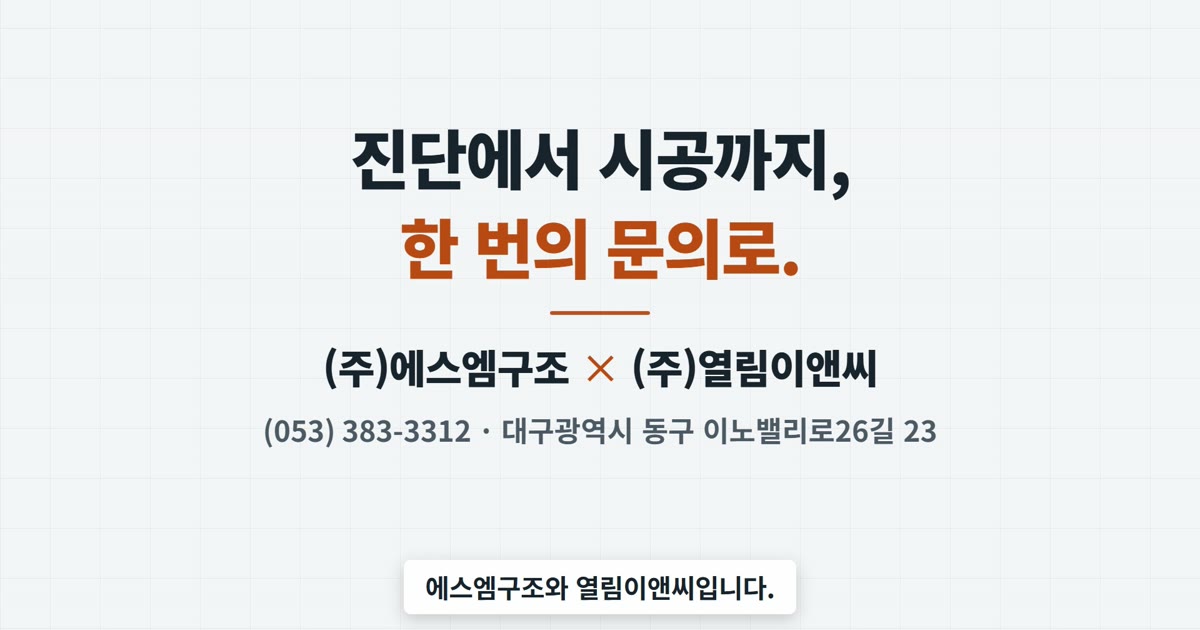 진단에서 시공까지,
한 번의 문의로.
(주)에스엠구조 × (주)열림이앤씨
(053) 383-3312 · 대구광역시 동구 이노밸리로26길 23
에스엠구조와 열림이앤씨입니다.